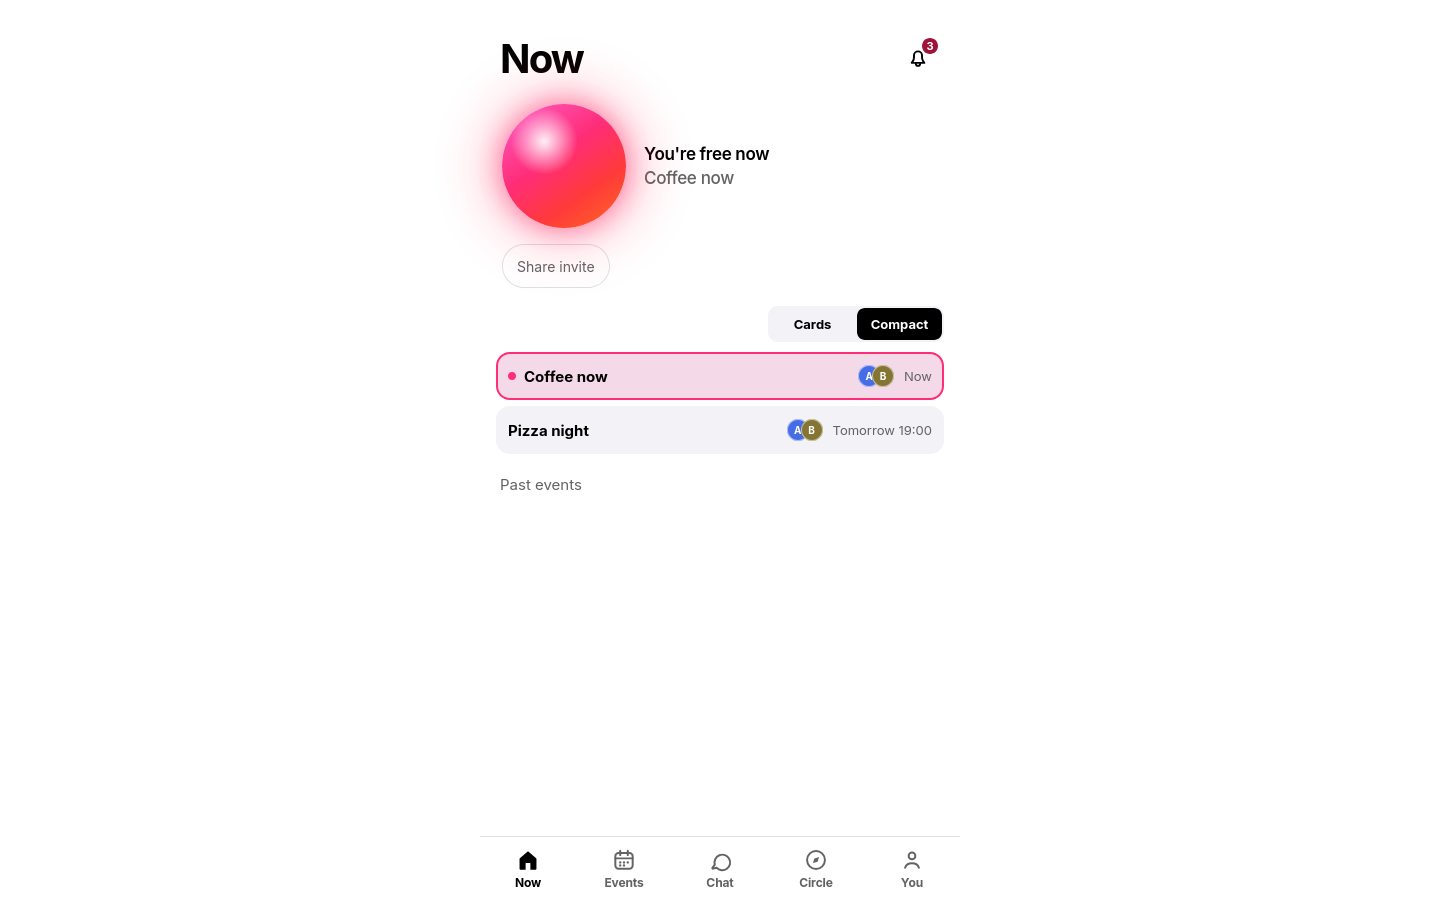 Now
3
You're free now
Coffee now
Share invite
Cards Compact
Coffee now A B Now
Pizza night A B Tomorrow 19:00
Past events
Now Events Chat Circle You